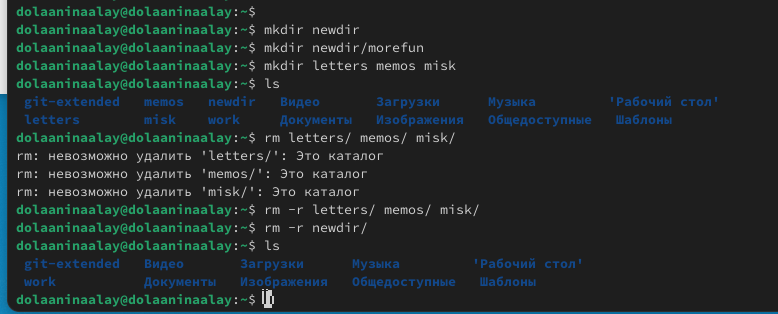 dolaaninaalay@dolaaninaalay:~$
dolaaninaalay@dolaaninaalay:~$ mkdir newdir
dolaaninaalay@dolaaninaalay:~$ mkdir newdir/morefun
dolaaninaalay@dolaaninaalay:~$ mkdir letters memos misk
dolaaninaalay@dolaaninaalay:~$ ls
git-extended memos newdir Видео Загрузки Музыка 'Рабочий стол'
letters misk work Документы Изображения Общедоступные Шаблоны
dolaaninaalay@dolaaninaalay:~$ rm letters/ memos/ misk/
rm: невозможно удалить 'letters/': Это каталог
rm: невозможно удалить 'memos/': Это каталог
rm: невозможно удалить 'misk/': Это каталог
dolaaninaalay@dolaaninaalay:~$ rm -r letters/ memos/ misk/
dolaaninaalay@dolaaninaalay:~$ rm -r newdir/
dolaaninaalay@dolaaninaalay:~$ ls
git-extended Видео Загрузки Музыка 'Рабочий стол'
work Документы Изображения Общедоступные Шаблоны
dolaaninaalay@dolaaninaalay:~$